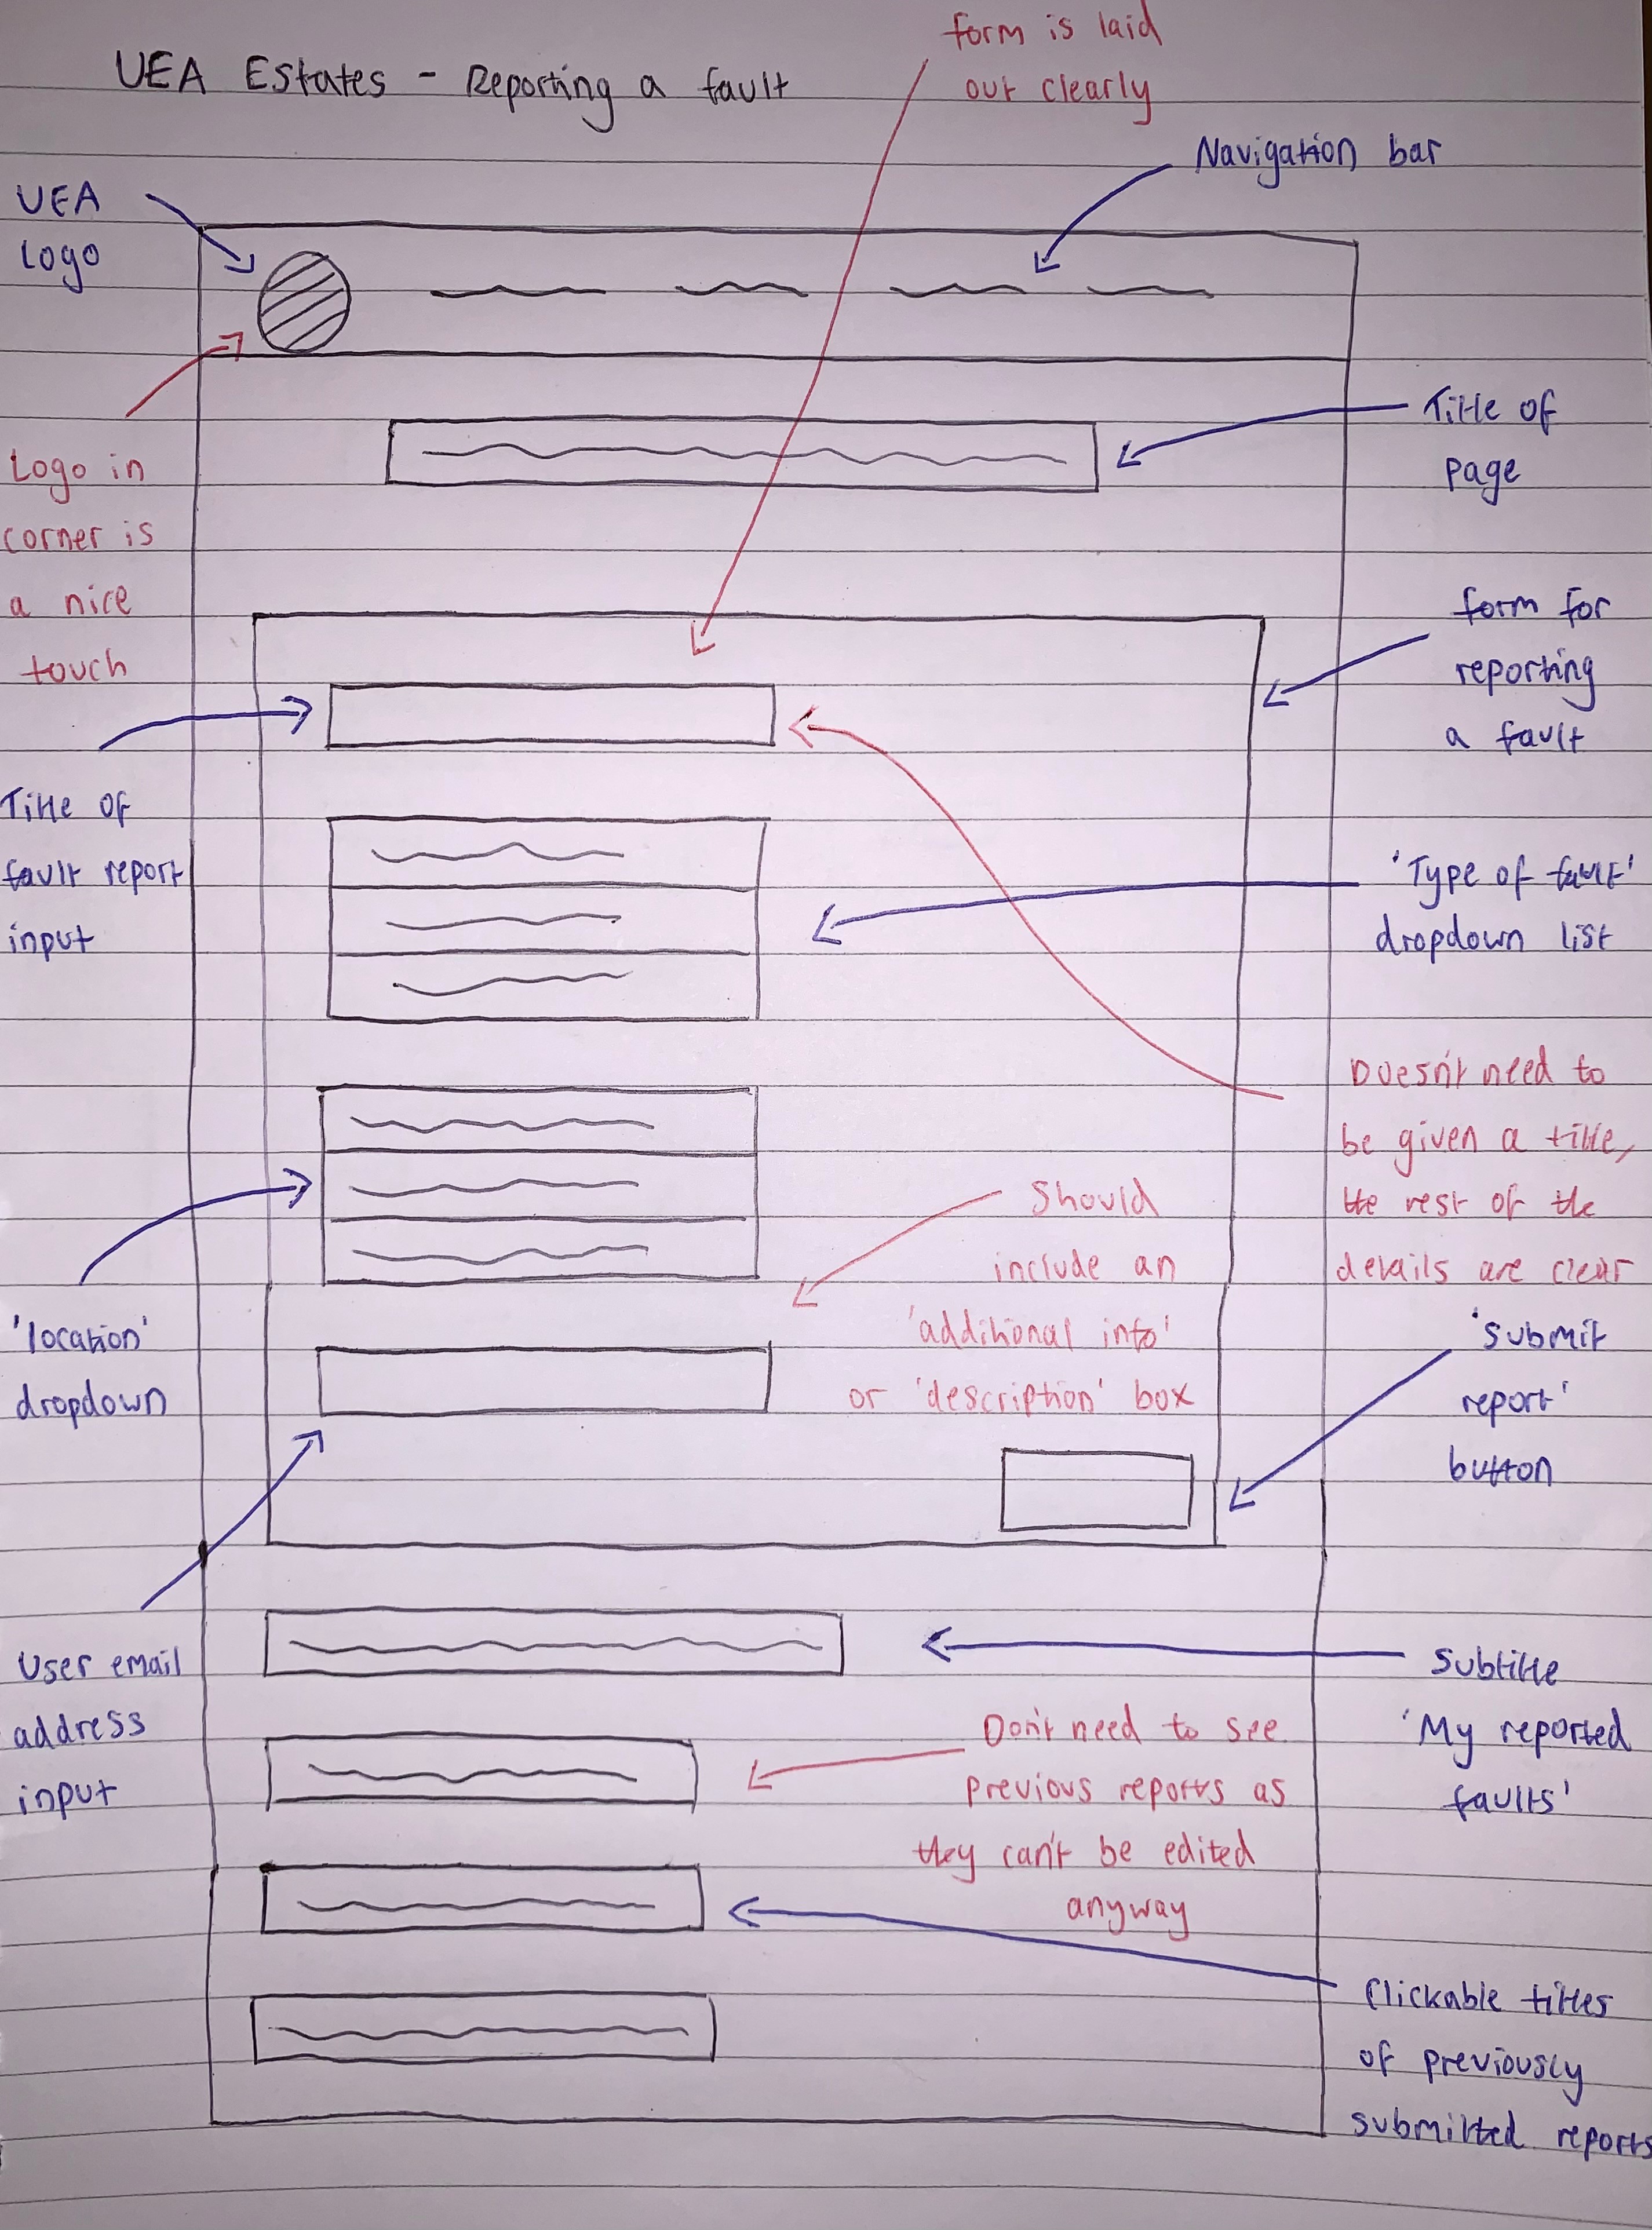 UEA Estates - Reporting a fault
form is laid
out clearly
Navigation bar
UEA
Logo
Title of
page
Logo in
corner is
a nice
touch
form for
reporting
a fault
Title of
fault report
input
'Type of fault'
dropdown list
Doesn't need to
be given a title,
the rest of the
details are clear
Should
include an
'additional info'
or 'description' box
'location'
dropdown
'submit
report'
button
User email
address
input
Subtitle
'My reported
faults'
Don't need to see
previous reports as
they can't be edited
anyway
Clickable titles
of previously
submitted reports